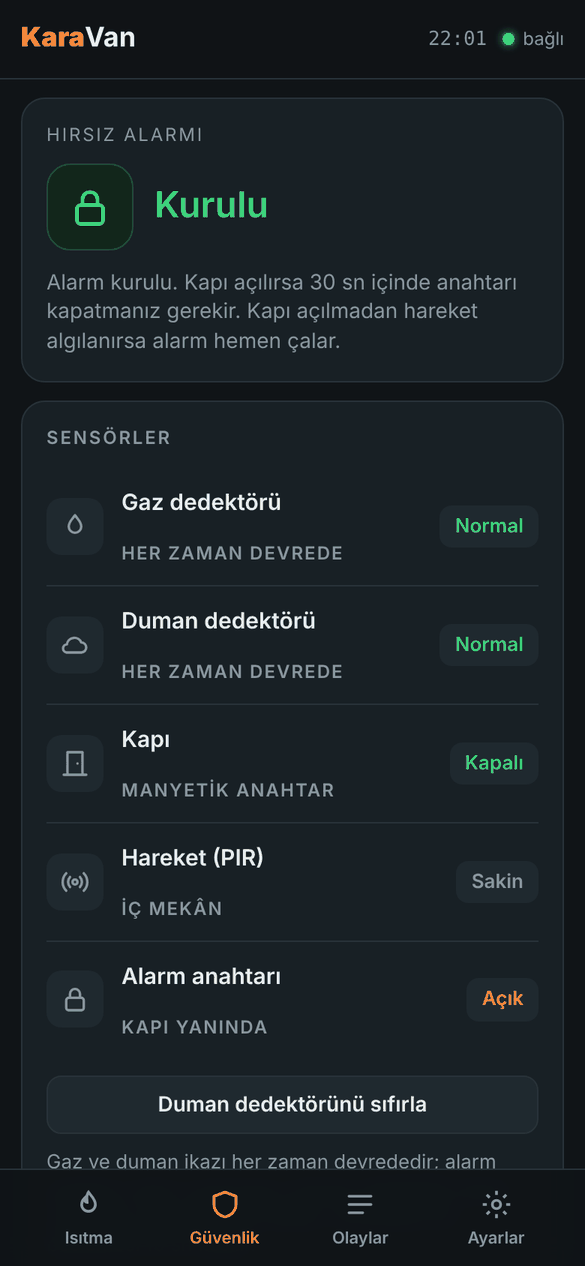 KaraVan
22:01 bağlı
HIRSIZ ALARMI
Kurulu
Alarm kurulu. Kapı açılırsa 30 sn içinde anahtarı
kapatmanız gerekir. Kapı açılmadan hareket
algılanırsa alarm hemen çalar.
SENSÖRLER
Gaz dedektörü
HER ZAMAN DEVREDE
Normal
Duman dedektörü
HER ZAMAN DEVREDE
Normal
Kapı
MANYETİK ANAHTAR
Kapalı
Hareket (PIR)
İÇ MEKÂN
Sakin
Alarm anahtarı
KAPI YANINDA
Açık
Duman dedektörünü sıfırla
Gaz ve duman ikazı her zaman devrededir; alarm
Isıtma
Güvenlik
Olaylar
Ayarlar